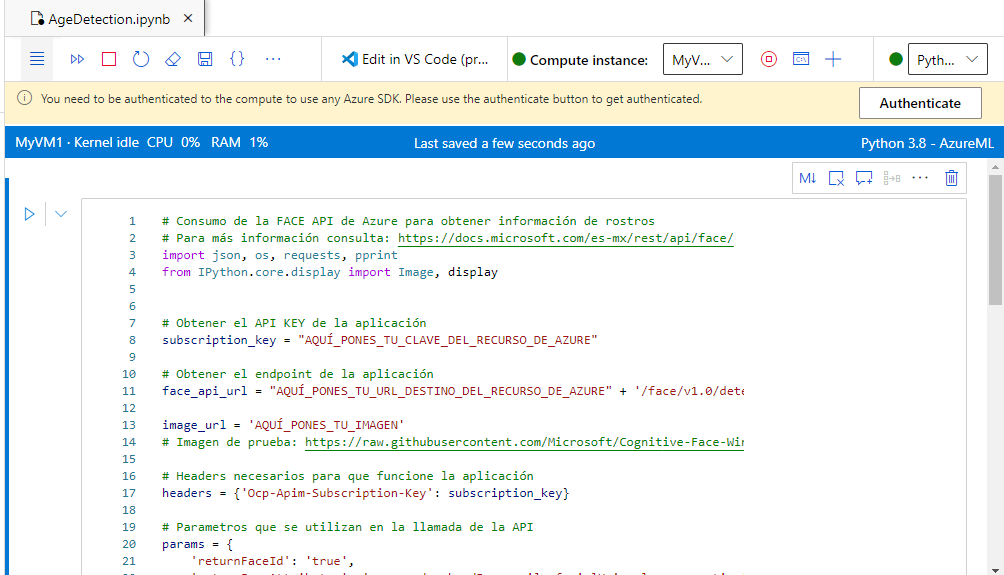 AgeDetection.ipynb
Edit in VS Code (pr...
Compute instance:
MyV...
Pyth...
You need to be authenticated to the compute to use any Azure SDK. Please use the authenticate button to get authenticated.
Authenticate
MyVM1 · Kernel idle CPU 0% RAM 1%
Last saved a few seconds ago
Python 3.8 - AzureML
M↓
1 # Consumo de la FACE API de Azure para obtener información de rostros
2 # Para más información consulta: https://docs.microsoft.com/es-mx/rest/api/face/
3 import json, os, requests, pprint
4 from IPython.core.display import Image, display
5
6
7 # Obtener el API KEY de la aplicación
8 subscription_key = "AQUÍ_PONES_TU_CLAVE_DEL_RECURSO_DE_AZURE"
9
10 # Obtener el endpoint de la aplicación
11 face_api_url = "AQUÍ_PONES_TU_URL_DESTINO_DEL_RECURSO_DE_AZURE" + '/face/v1.0/dete
12
13 image_url = 'AQUÍ_PONES_TU_IMAGEN'
14 # Imagen de prueba: https://raw.githubusercontent.com/Microsoft/Cognitive-Face-Win
15
16 # Headers necesarios para que funcione la aplicación
17 headers = {'Ocp-Apim-Subscription-Key': subscription_key}
18
19 # Parametros que se utilizan en la llamada de la API
20 params = {
21 'returnFaceId': 'true',